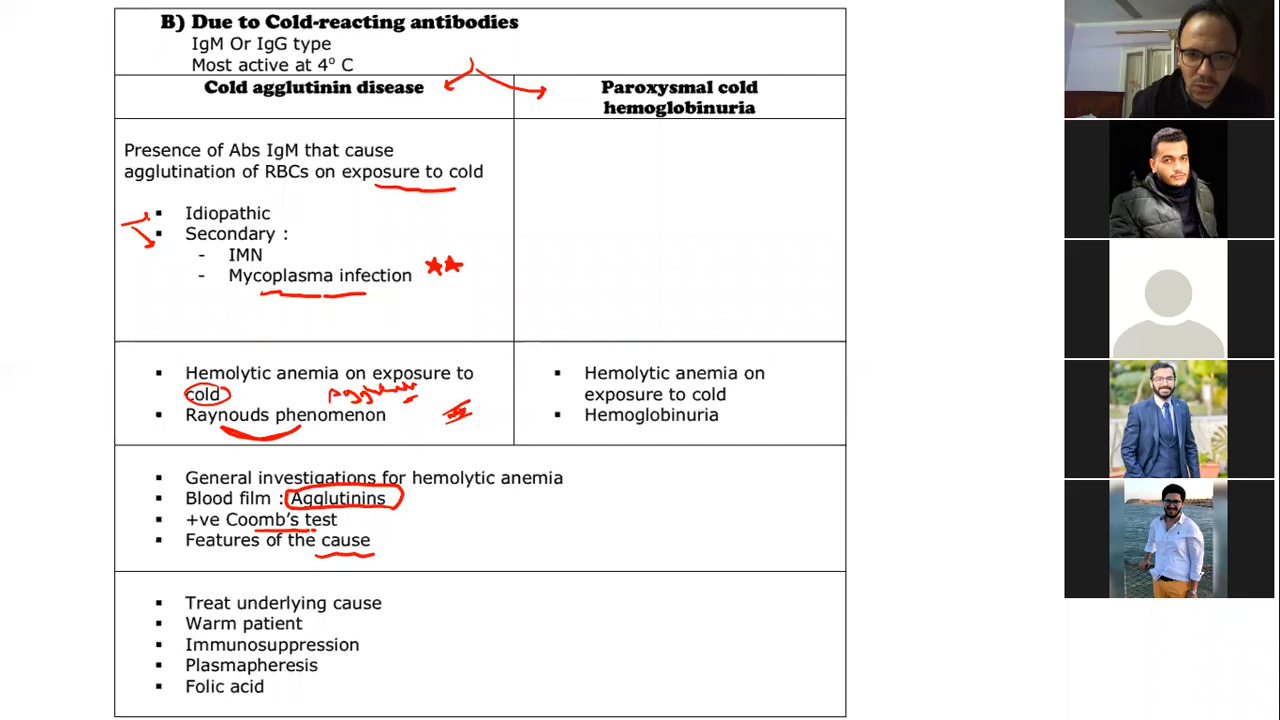 B) Due to Cold-reacting antibodies
IgM Or IgG type
Most active at 4° C
Cold agglutinin disease
Paroxysmal cold
hemoglobinuria
Presence of Abs IgM that cause
agglutination of RBCs on exposure to cold
▪ Idiopathic
▪ Secondary :
- IMN
- Mycoplasma infection
▪ Hemolytic anemia on exposure to
cold
▪ Raynouds phenomenon
▪ Hemolytic anemia on
exposure to cold
▪ Hemoglobinuria
▪ General investigations for hemolytic anemia
▪ Blood film : Agglutinins
▪ +ve Coomb's test
▪ Features of the cause
▪ Treat underlying cause
▪ Warm patient
▪ Immunosuppression
▪ Plasmapheresis
▪ Folic acid